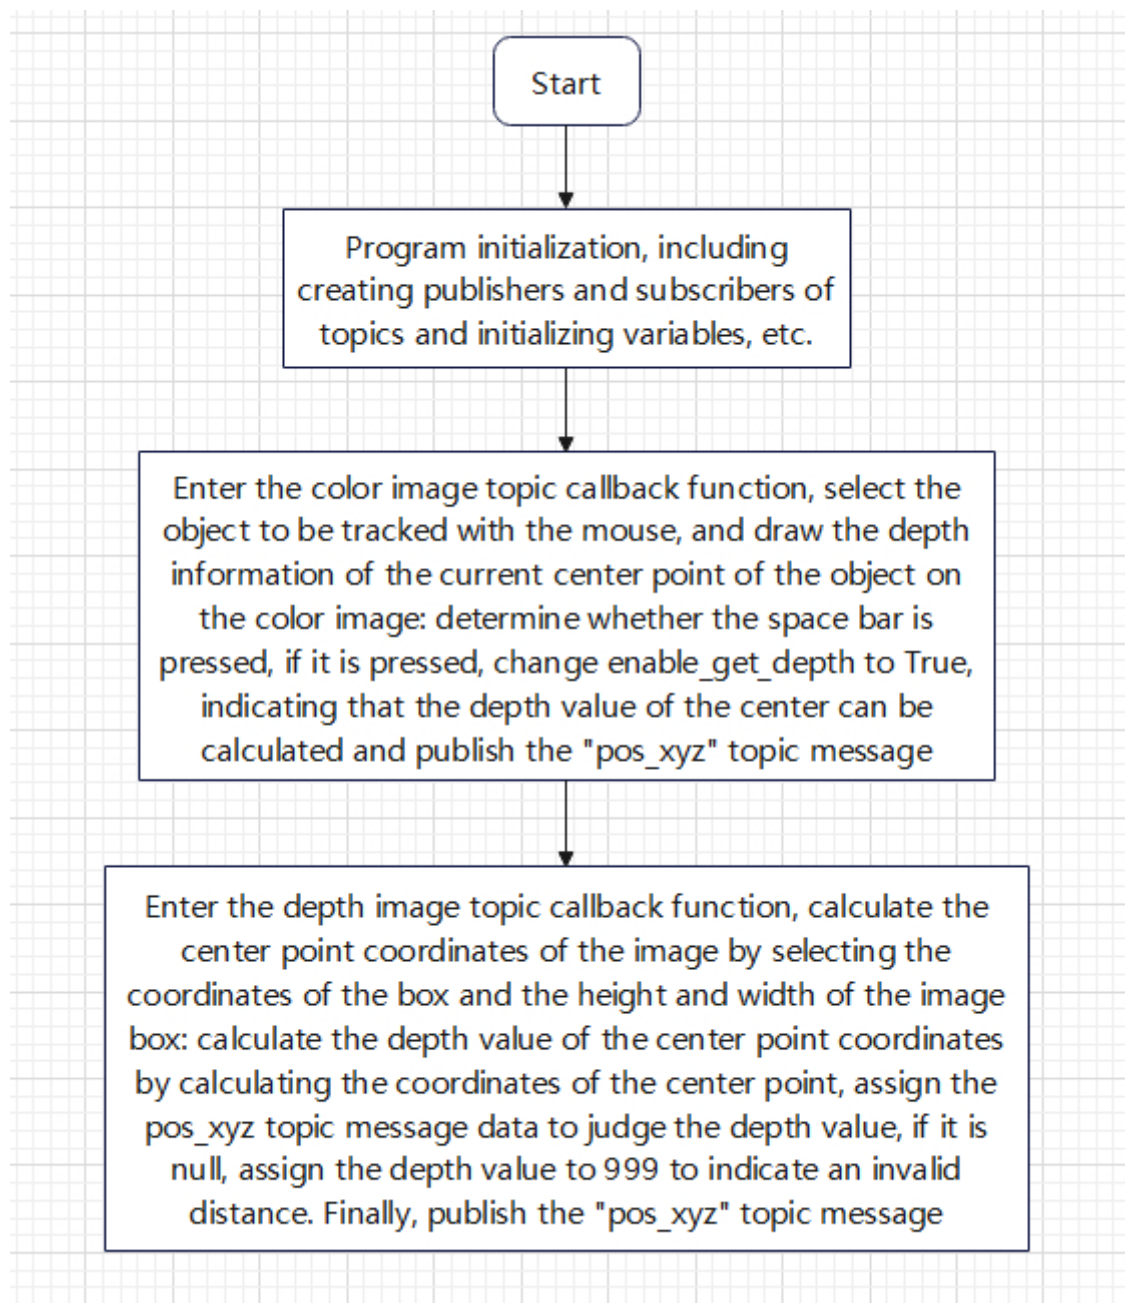 Start
Program initialization, including
creating publishers and subscribers of
topics and initializing variables, etc.
Enter the color image topic callback function, select the
object to be tracked with the mouse, and draw the depth
information of the current center point of the object on
the color image: determine whether the space bar is
pressed, if it is pressed, change enable_get_depth to True,
indicating that the depth value of the center can be
calculated and publish the "pos_xyz" topic message
Enter the depth image topic callback function, calculate the
center point coordinates of the image by selecting the
coordinates of the box and the height and width of the image
box: calculate the depth value of the center point coordinates
by calculating the coordinates of the center point, assign the
pos_xyz topic message data to judge the depth value, if it is
null, assign the depth value to 999 to indicate an invalid
distance. Finally, publish the "pos_xyz" topic message